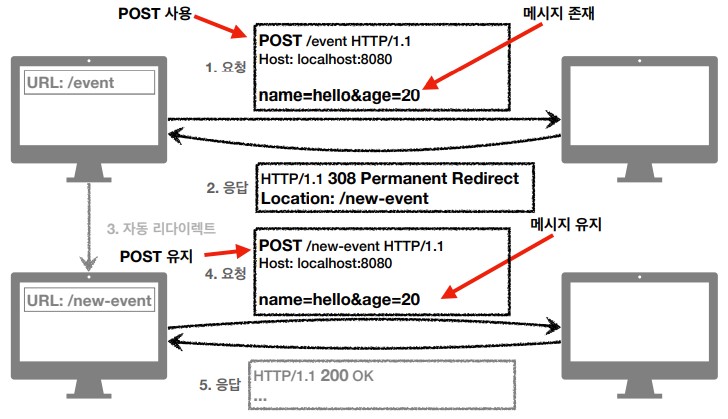 POST 사용
메시지 존재
URL: /event
1. 요청
POST /event HTTP/1.1
Host: localhost:8080
name=hello&age=20
2. 응답
HTTP/1.1 308 Permanent Redirect
Location: /new-event
3. 자동 리다이렉트
POST 유지
메시지 유지
URL: /new-event
4. 요청
POST /new-event HTTP/1.1
Host: localhost:8080
name=hello&age=20
5. 응답
HTTP/1.1 200 OK
...